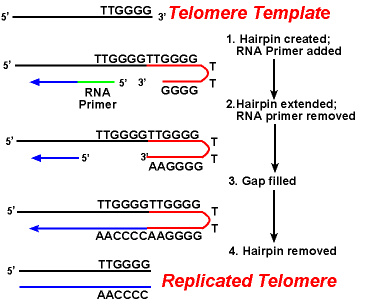 TTGGGG
5' 3'
Telomere Template
1. Hairpin created;
RNA Primer added
TTGGGGTTGGGG
5' T
5' 3' T
GGGG
RNA
Primer
2.Hairpin extended;
RNA primer removed
TTGGGGTTGGGG
5' T
5' 3' T
AAGGGG
3. Gap filled
TTGGGGTTGGGG
5' T
T
AACCCCAAGGGG
4. Hairpin removed
TTGGGG
5'
Replicated Telomere
5'
AACCCC